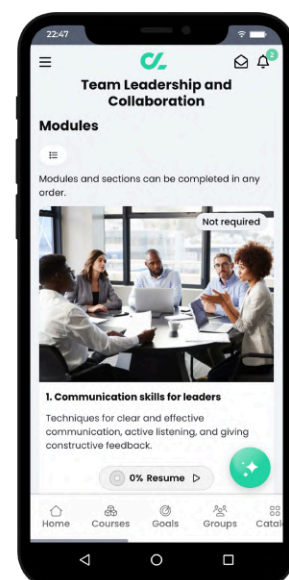 22:47
2
Team Leadership and
Collaboration
Modules
Modules and sections can be completed in any
order.
Not required
1. Communication skills for leaders
Techniques for clear and effective
communication, active listening, and giving
constructive feedback.
0% Resume
Home Courses Goals Groups Catal